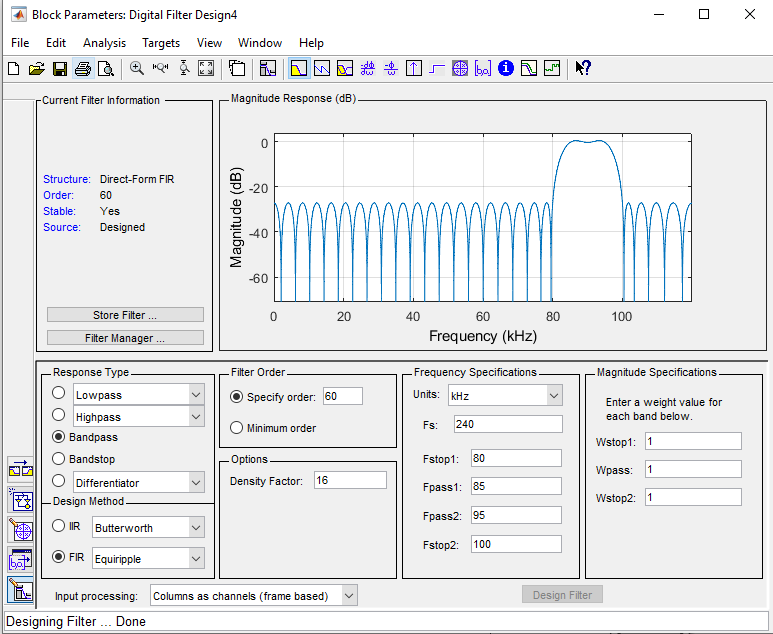 Block Parameters: Digital Filter Design4
File Edit Analysis Targets View Window Help
Current Filter Information
Structure: Direct-Form FIR
Order: 60
Stable: Yes
Source: Designed
Store Filter ...
Filter Manager ...
Magnitude Response (dB)
Magnitude (dB)
0
-20
-40
-60
0 20 40 60 80 100
Frequency (kHz)
Response Type
Lowpass
Highpass
Bandpass
Bandstop
Differentiator
Design Method
IIR Butterworth
FIR Equiripple
Filter Order
Specify order: 60
Minimum order
Options
Density Factor: 16
Frequency Specifications
Units: kHz
Fs: 240
Fstop1: 80
Fpass1: 85
Fpass2: 95
Fstop2: 100
Magnitude Specifications
Enter a weight value for
each band below.
Wstop1: 1
Wpass: 1
Wstop2: 1
Input processing: Columns as channels (frame based)
Design Filter
Designing Filter ... Done